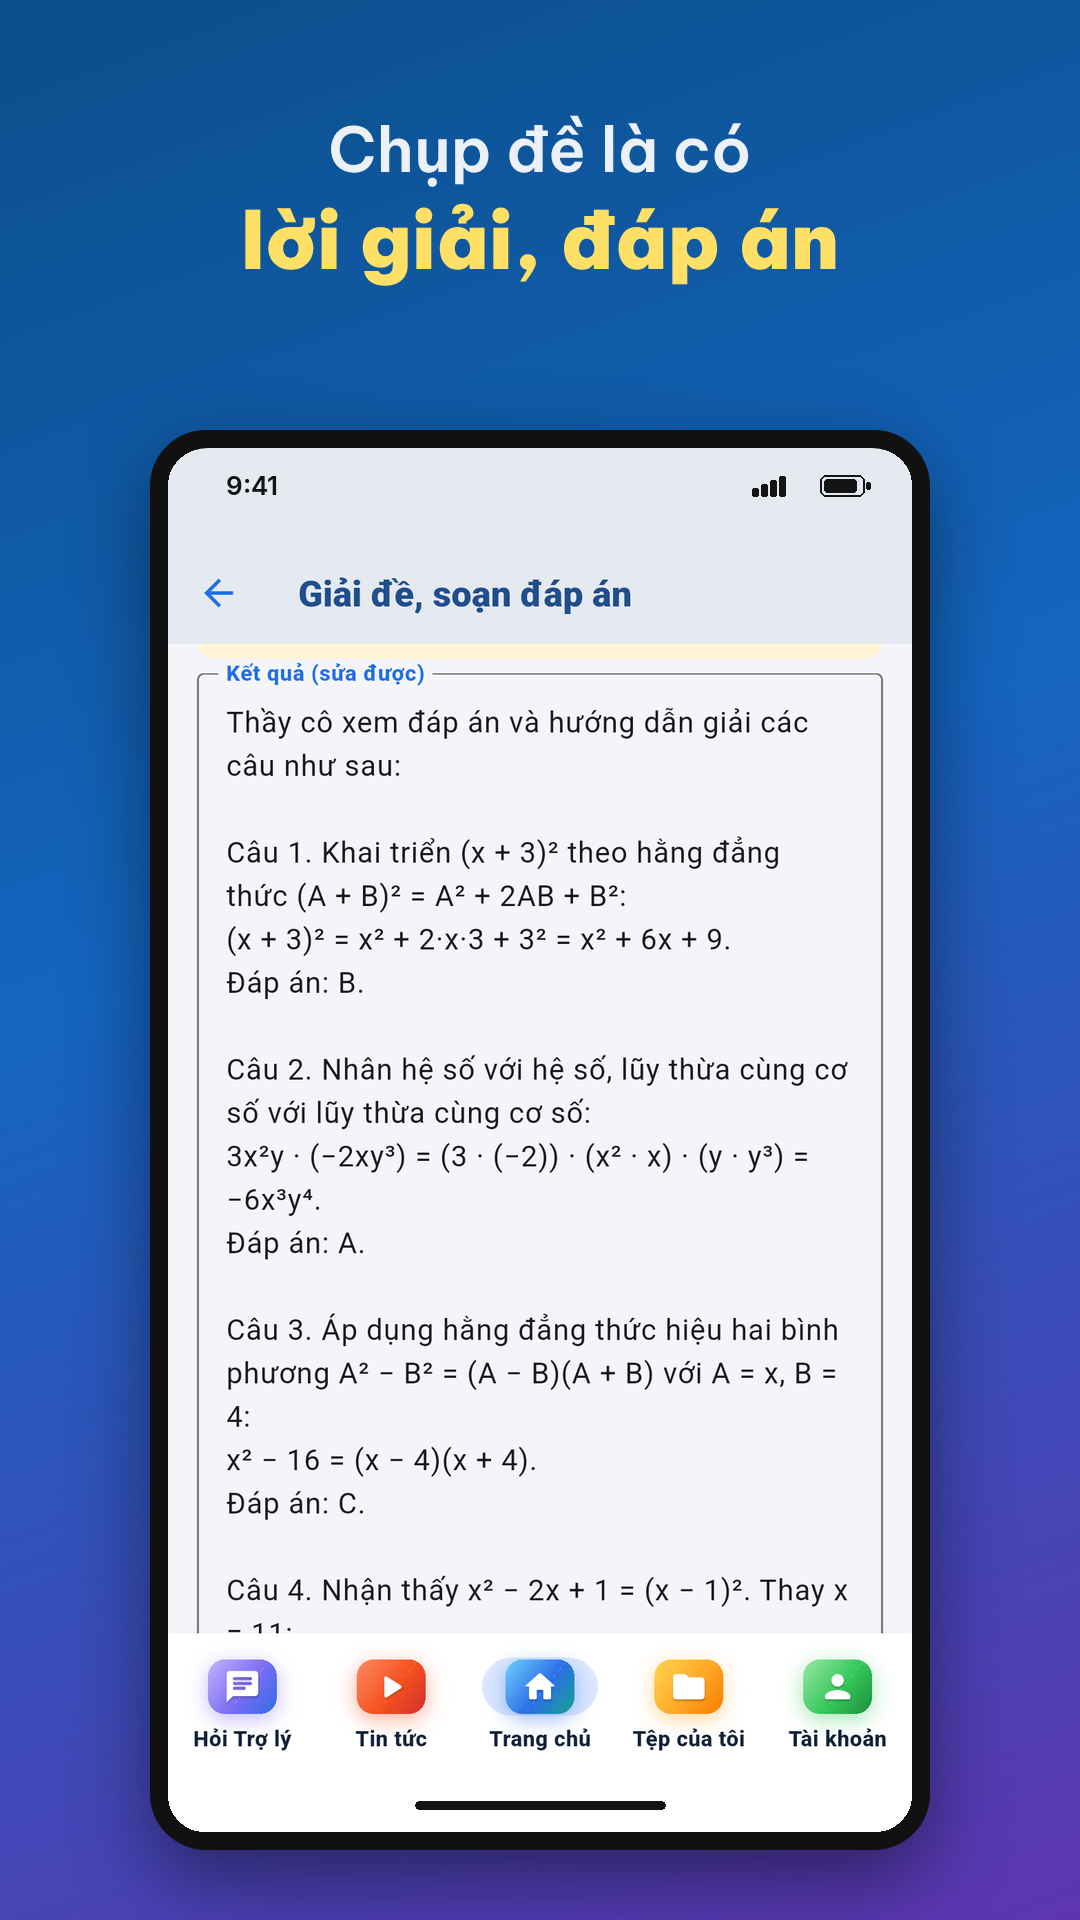 Chụp đề là có
lời giải, đáp án
9:41
Giải đề, soạn đáp án
Kết quả (sửa được)
Thầy cô xem đáp án và hướng dẫn giải các
câu như sau:
Câu 1. Khai triển (x + 3)² theo hằng đẳng
thức (A + B)² = A² + 2AB + B²:
(x + 3)² = x² + 2·x·3 + 3² = x² + 6x + 9.
Đáp án: B.
Câu 2. Nhân hệ số với hệ số, lũy thừa cùng cơ
số với lũy thừa cùng cơ số:
3x²y · (−2xy³) = (3 · (−2)) · (x² · x) · (y · y³) =
−6x³y⁴.
Đáp án: A.
Câu 3. Áp dụng hằng đẳng thức hiệu hai bình
phương A² − B² = (A − B)(A + B) với A = x, B =
4:
x² − 16 = (x − 4)(x + 4).
Đáp án: C.
Câu 4. Nhận thấy x² − 2x + 1 = (x − 1)². Thay x
= 11:
Hỏi Trợ lý
Tin tức
Trang chủ
Tệp của tôi
Tài khoản